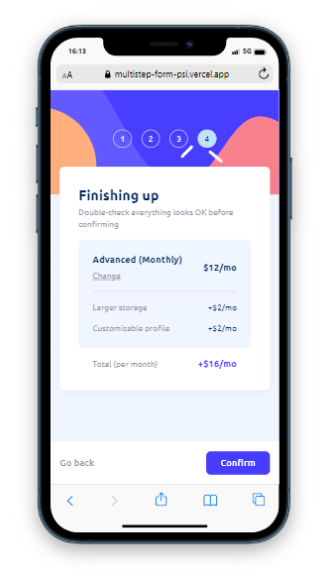 16:13
5G
AA
multistep-form-psi.vercel.app
1 2 3 4
Finishing up
Double-check everything looks OK before
confirming
Advanced (Monthly)
$12/mo
Change
Larger storage +$2/mo
Customizable profile +$2/mo
Total (per month) +$16/mo
Go back Confirm